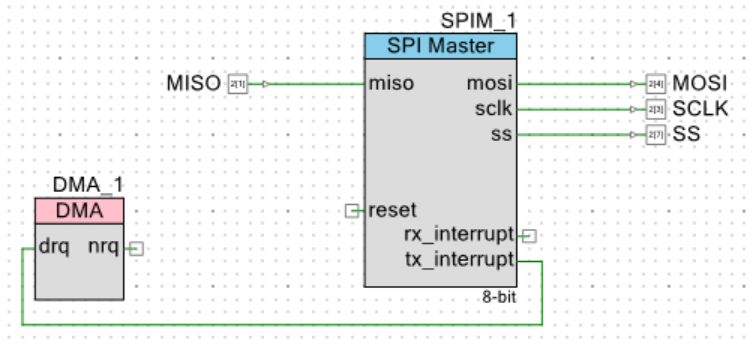 SPIM_1
SPI Master
MISO 2[1] miso mosi 2[4] MOSI
sclk 2[3] SCLK
ss 2[7] SS
DMA_1
DMA
reset
drq nrq
rx_interrupt
tx_interrupt
8-bit